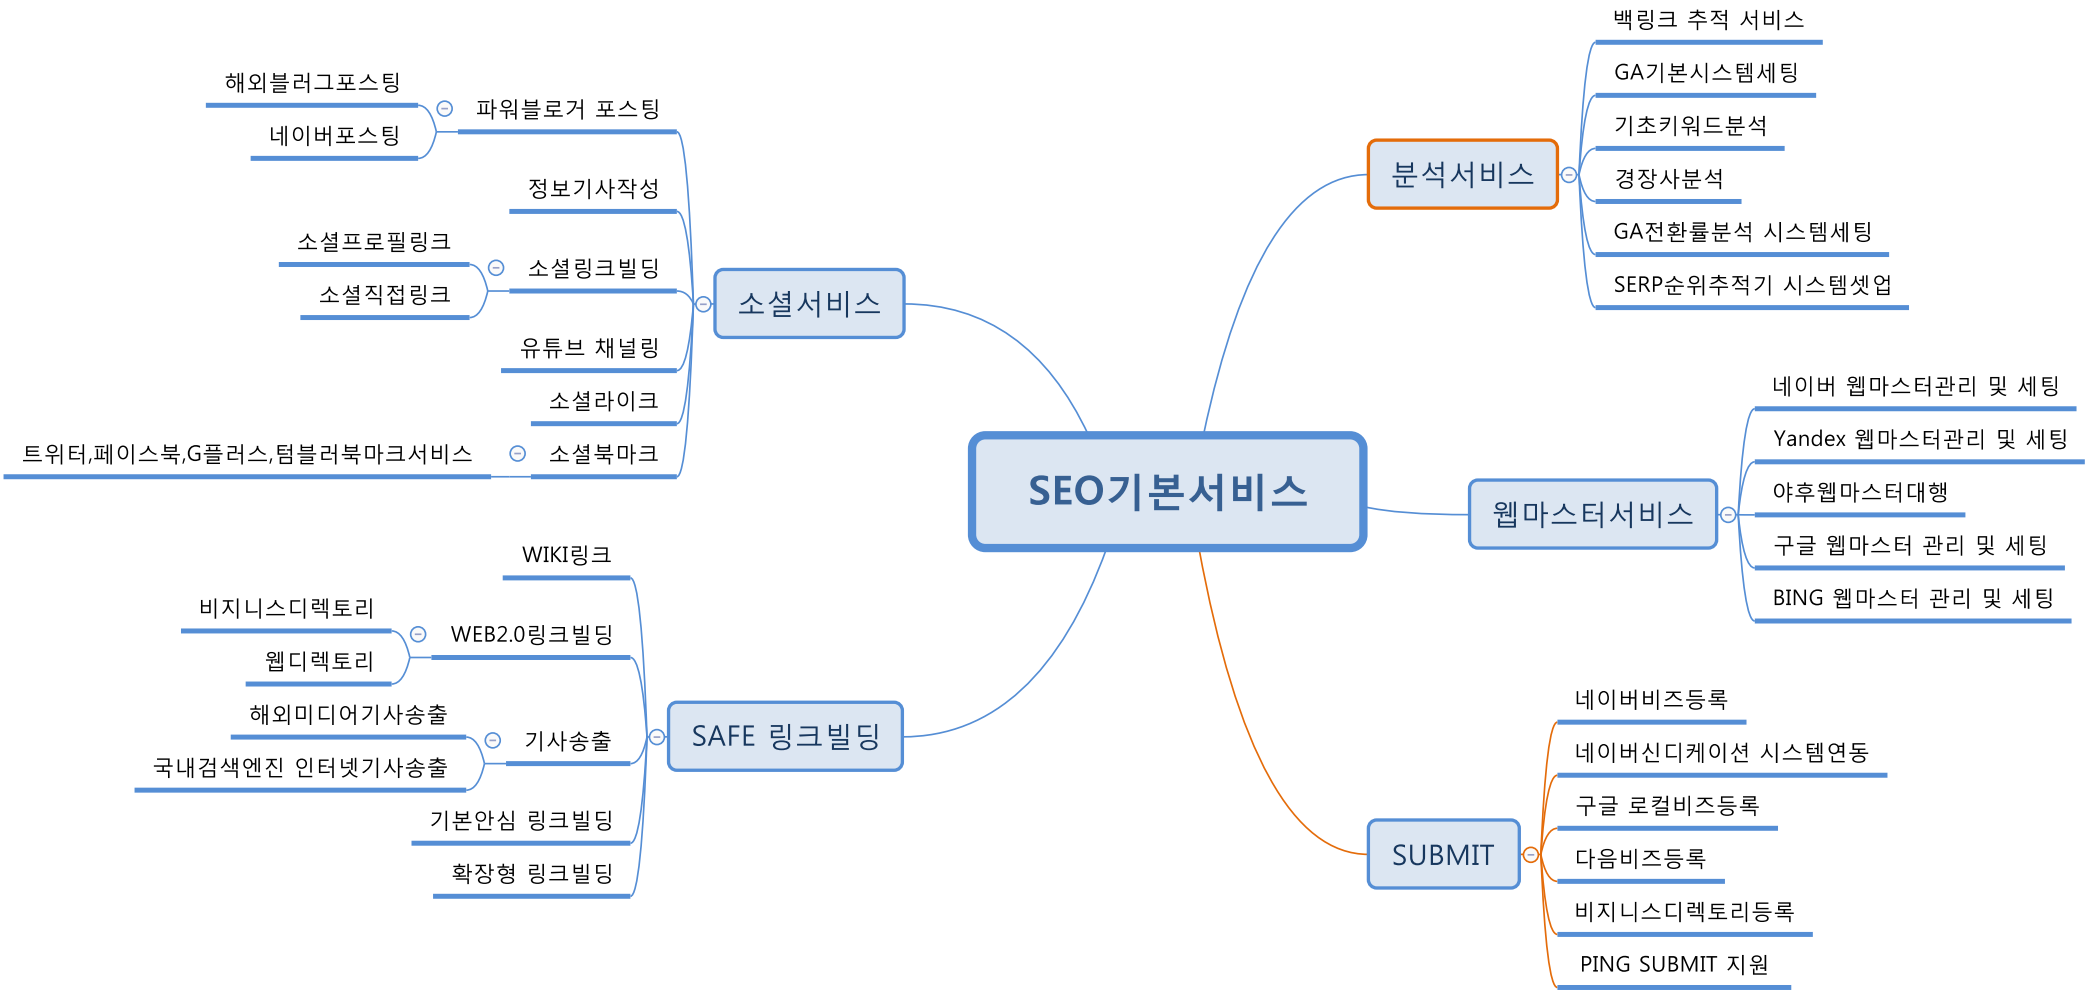 SEO기본서비스
분석서비스
백링크 추적 서비스
GA기본시스템세팅
기초키워드분석
경장사분석
GA전환률분석 시스템세팅
SERP순위추적기 시스템셋업
웹마스터서비스
네이버 웹마스터관리 및 세팅
Yandex 웹마스터관리 및 세팅
야후웹마스터대행
구글 웹마스터 관리 및 세팅
BING 웹마스터 관리 및 세팅
SUBMIT
네이버비즈등록
네이버신디케이션 시스템연동
구글 로컬비즈등록
다음비즈등록
비지니스디렉토리등록
PING SUBMIT 지원
소셜서비스
파워블로거 포스팅
해외블러그포스팅
네이버포스팅
정보기사작성
소셜링크빌딩
소셜프로필링크
소셜직접링크
유튜브 채널링
소셜라이크
소셜북마크
트위터,페이스북,G플러스,텀블러북마크서비스
SAFE 링크빌딩
WIKI링크
WEB2.0링크빌딩
비지니스디렉토리
웹디렉토리
기사송출
해외미디어기사송출
국내검색엔진 인터넷기사송출
기본안심 링크빌딩
확장형 링크빌딩